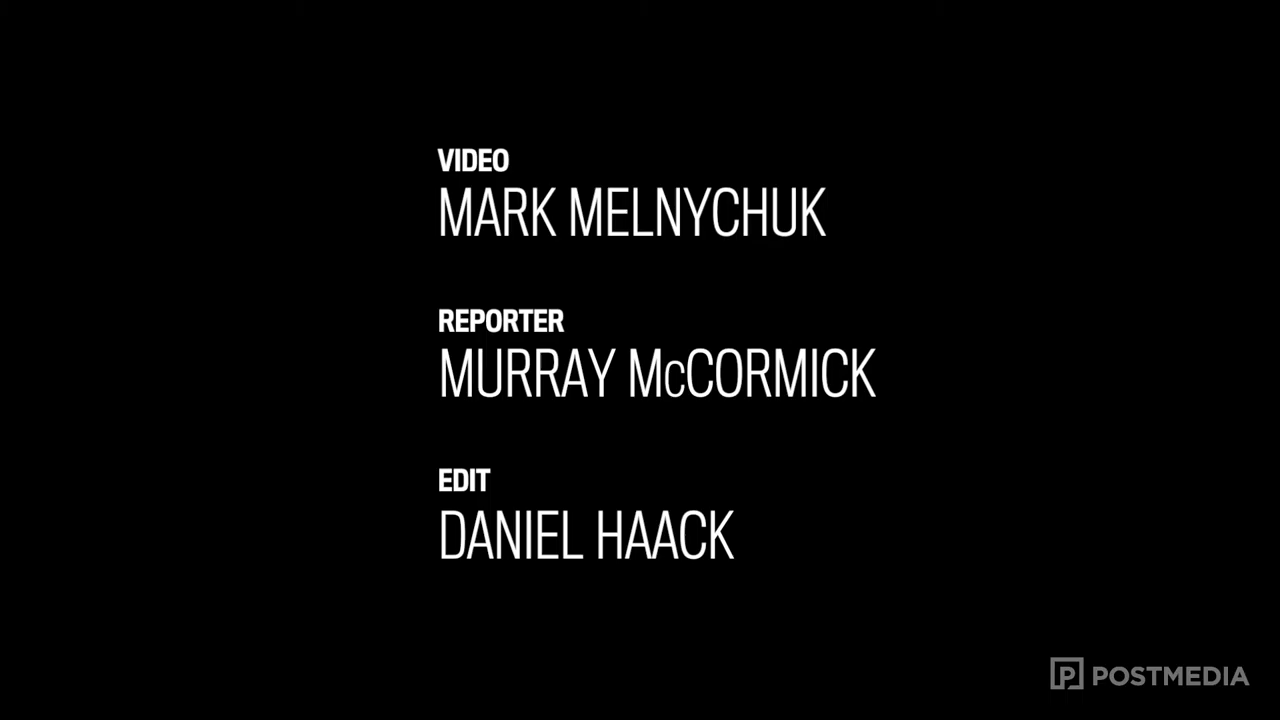 VIDEO
MARK MELNYCHUK
REPORTER
MURRAY McCORMICK
EDIT
DANIEL HAACK
P POSTMEDIA